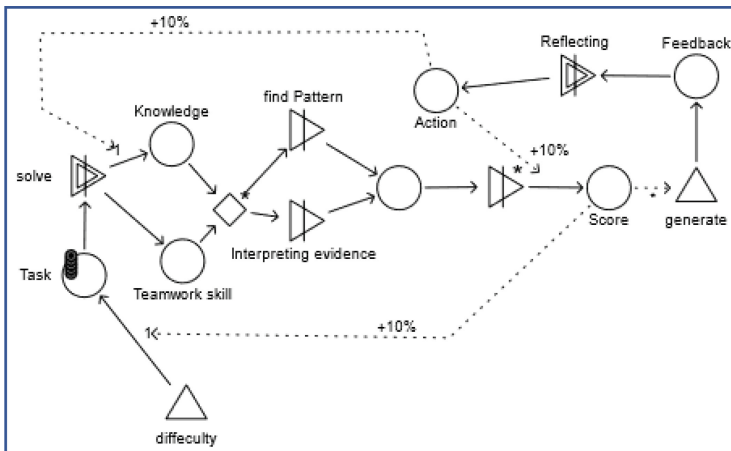 +10%
Reflecting
Feedback
Knowledge
find Pattern
Action
1
+10%
*
solve
*
*
Score
generate
Interpreting evidence
Task
Teamwork skill
+10%
1
diffeculty